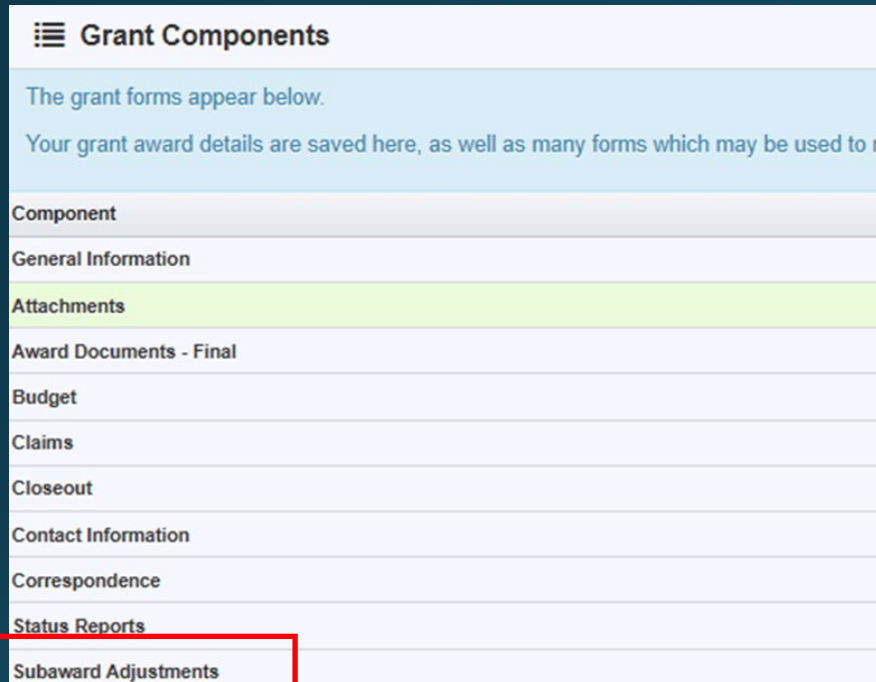 Grant Components
The grant forms appear below.
Your grant award details are saved here, as well as many forms which may be used to
Component
General Information
Attachments
Award Documents - Final
Budget
Claims
Closeout
Contact Information
Correspondence
Status Reports
Subaward Adjustments